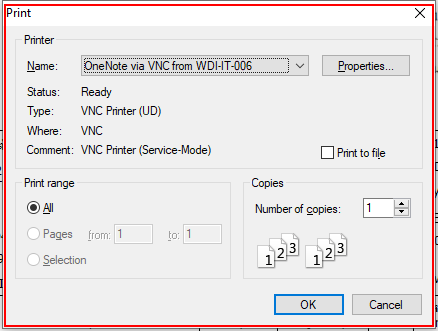 Print
Printer
Name: OneNote via VNC from WDI-IT-006 Properties...
Status: Ready
Type: VNC Printer (UD)
Where: VNC
Comment: VNC Printer (Service-Mode) Print to file
Print range
All
Pages from: 1 to: 1
Selection
Copies
Number of copies: 1
1 2 3 1 2 3
OK Cancel